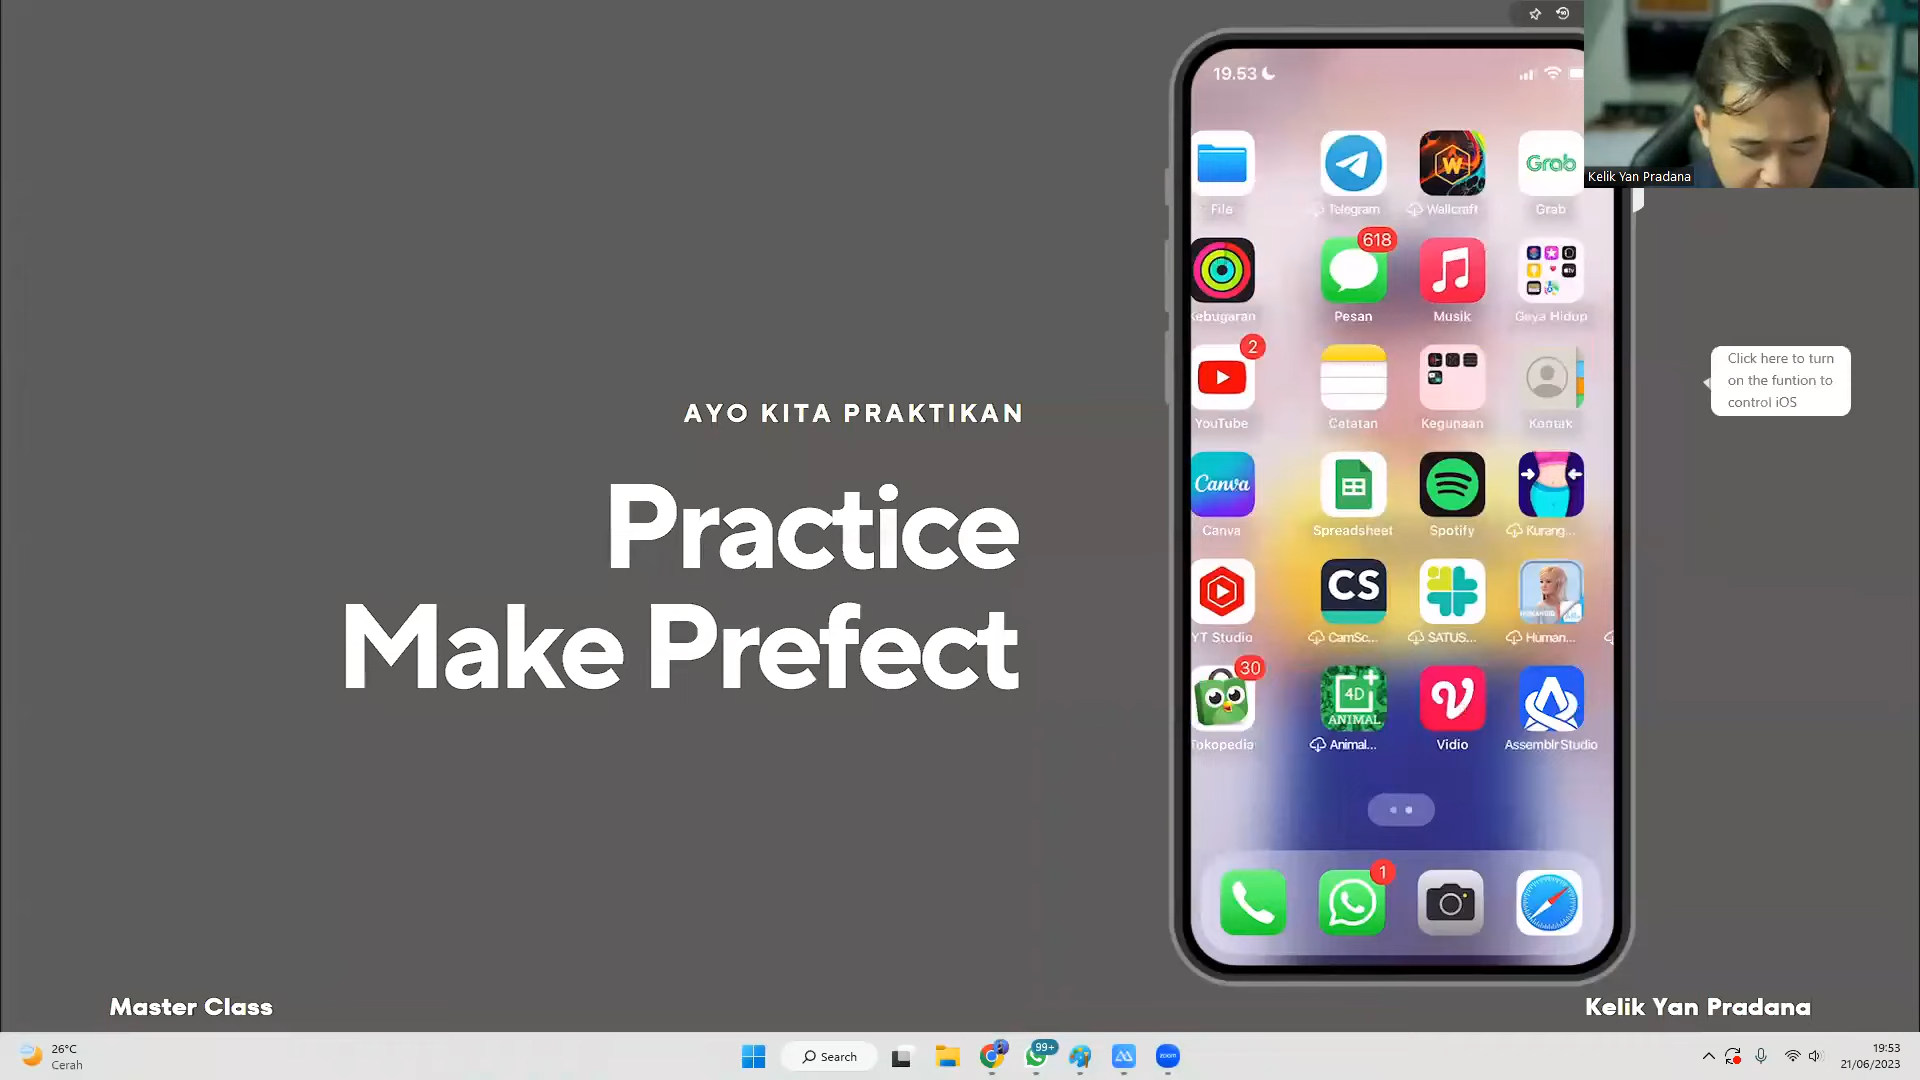 AYO KITA PRAKTIKAN
Practice
Make Prefect
Master Class
Kelik Yan Pradana
Kelik Yan Pradana
19.53
File
Telegram
Wallcraft
Grab
Grab
618
Kebugaran
Pesan
Musik
Gaya Hidup
2
YouTube
Catatan
Kegunaan
Kontak
Canva
Canva
Spreadsheet
Spotify
Kurang...
CS
YT Studio
CamSc...
SATUS...
Human...
30
4D
ANIMAL
Tokopedia
Animal...
Vidio
Assemblr Studio
1
Click here to turn
on the funtion to
control iOS
26°C
Cerah
Search
99+
zoom
19:53
21/06/2023